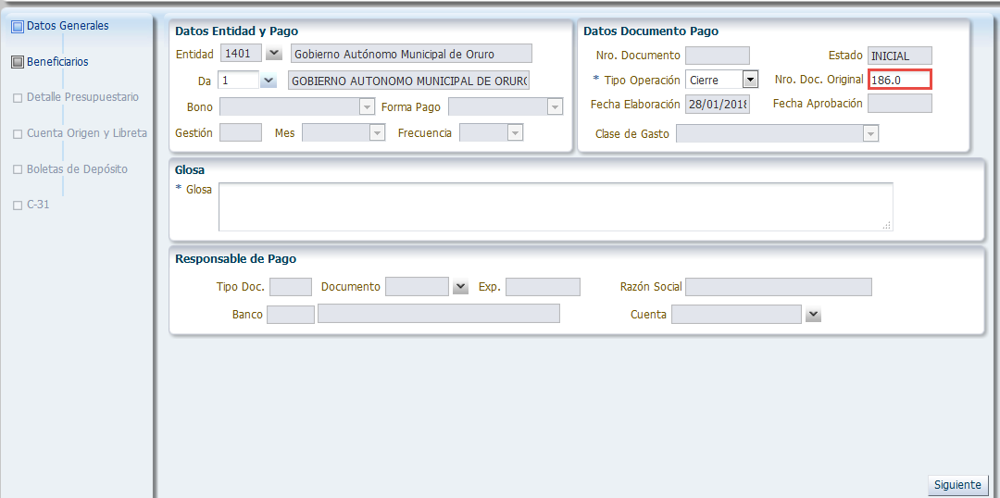 Datos Generales
Beneficiarios
Detalle Presupuestario
Cuenta Origen y Libreta
Boletas de Depósito
C-31
Datos Entidad y Pago
Entidad 1401 Gobierno Autónomo Municipal de Oruro
Da 1 GOBIERNO AUTONOMO MUNICIPAL DE ORURO
Bono Forma Pago
Gestión Mes Frecuencia
Datos Documento Pago
Nro. Documento Estado INICIAL
* Tipo Operación Cierre Nro. Doc. Original 186.0
Fecha Elaboración 28/01/2018 Fecha Aprobación
Clase de Gasto
Glosa
* Glosa
Responsable de Pago
Tipo Doc. Documento Exp. Razón Social
Banco Cuenta
Siguiente